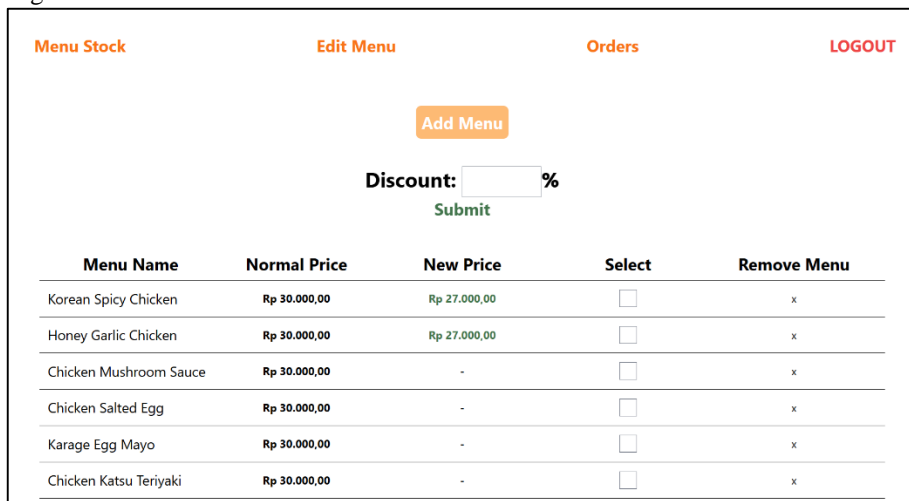 Menu Stock Edit Menu Orders LOGOUT
Add Menu
Discount: %
Submit
Menu Name Normal Price New Price Select Remove Menu
Korean Spicy Chicken Rp 30.000,00 Rp 27.000,00 x
Honey Garlic Chicken Rp 30.000,00 Rp 27.000,00 x
Chicken Mushroom Sauce Rp 30.000,00 - x
Chicken Salted Egg Rp 30.000,00 - x
Karage Egg Mayo Rp 30.000,00 - x
Chicken Katsu Teriyaki Rp 30.000,00 - x